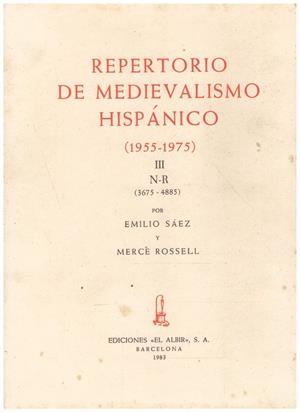 REPERTORIO
DE MEDIEVALISMO
HISPÁNICO
(1955-1975)
III
N-R
(3675-4885)
POR
EMILIO SÁEZ
Y
MERCÈ ROSSELL
EDICIONES «EL ALBIR», S. A.
BARCELONA
1983